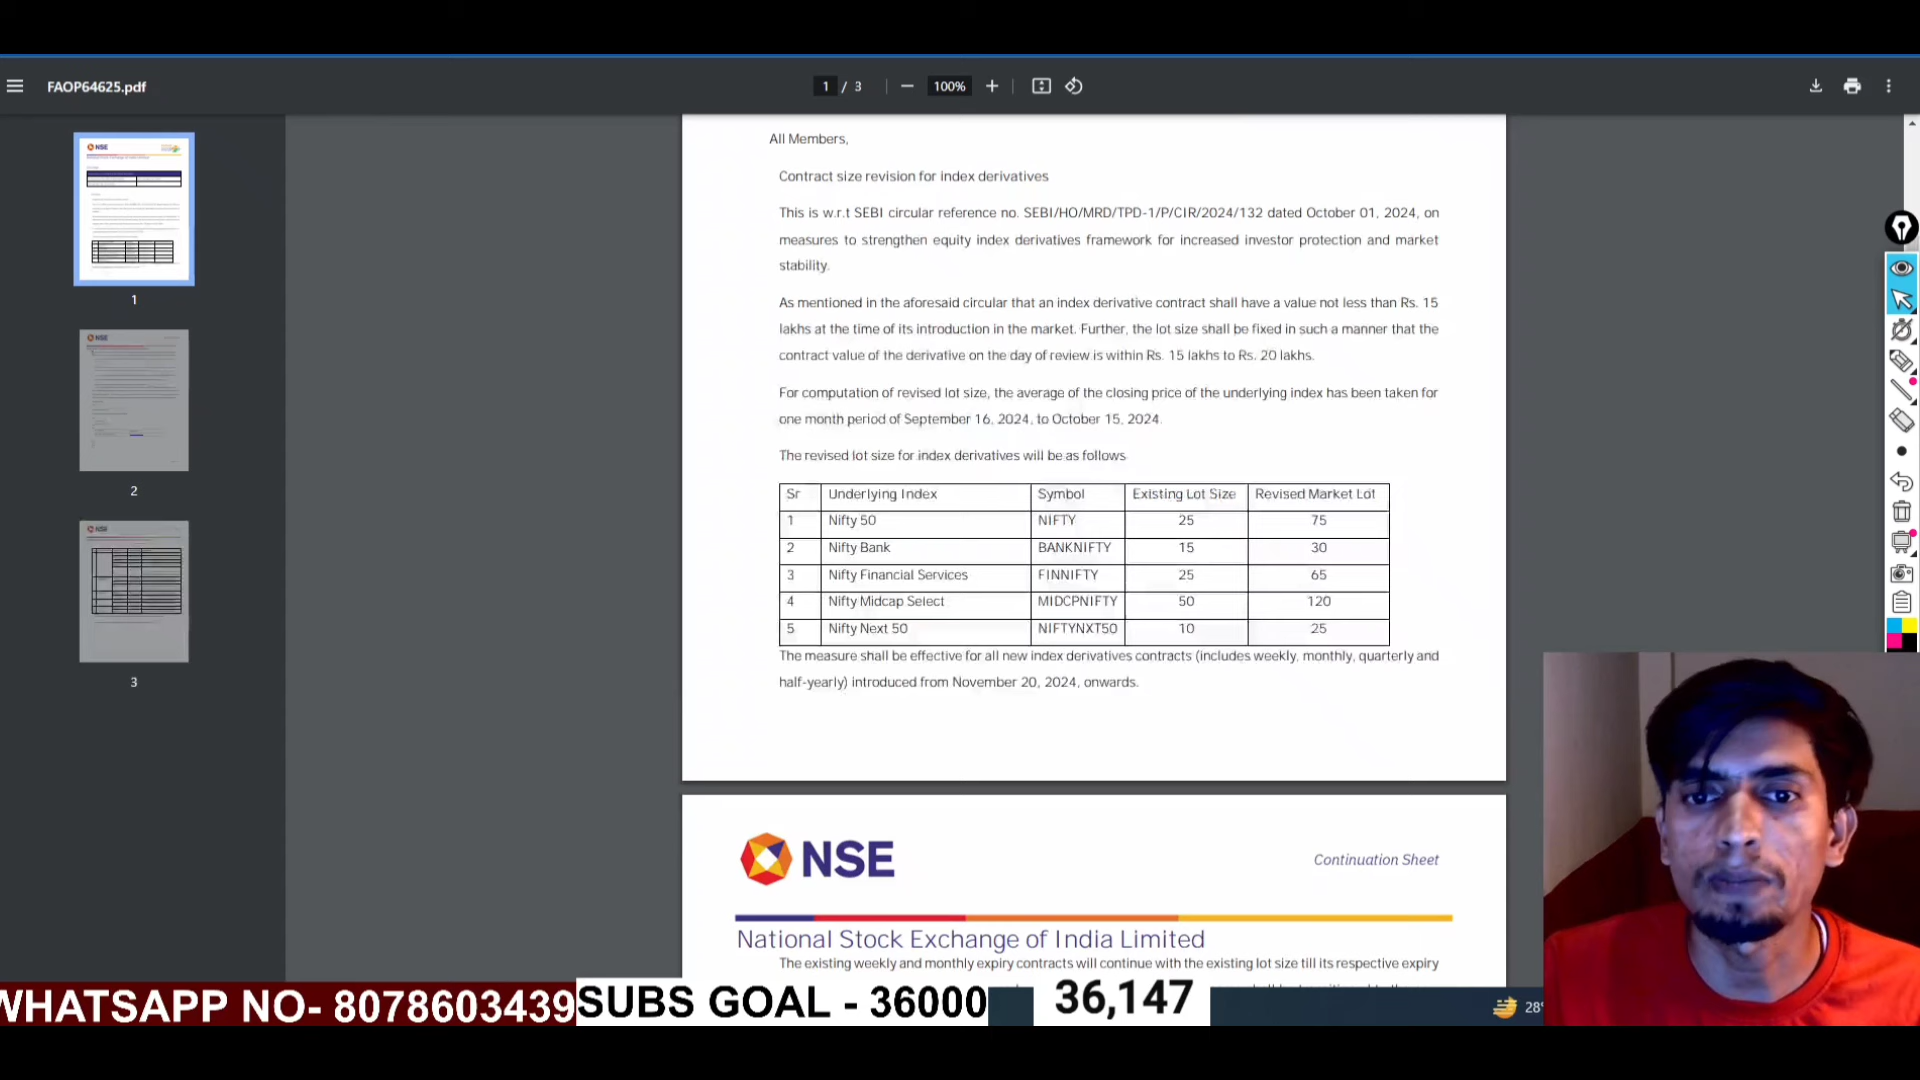 FAOP64625.pdf
1 / 3
100%
NSE
1
NSE
2
NSE
3
All Members,
Contract size revision for index derivatives
This is w.r.t SEBI circular reference no. SEBI/HO/MRD/TPD-1/P/CIR/2024/132 dated October 01, 2024, on
measures to strengthen equity index derivatives framework for increased investor protection and market
stability.
As mentioned in the aforesaid circular that an index derivative contract shall have a value not less than Rs. 15
lakhs at the time of its introduction in the market. Further, the lot size shall be fixed in such a manner that the
contract value of the derivative on the day of review is within Rs. 15 lakhs to Rs. 20 lakhs.
For computation of revised lot size, the average of the closing price of the underlying index has been taken for
one month period of September 16, 2024, to October 15, 2024.
The revised lot size for index derivatives will be as follows
Sr Underlying Index Symbol Existing Lot Size Revised Market Lot
1 Nifty 50 NIFTY 25 75
2 Nifty Bank BANKNIFTY 15 30
3 Nifty Financial Services FINNIFTY 25 65
4 Nifty Midcap Select MIDCPNIFTY 50 120
5 Nifty Next 50 NIFTYNXT50 10 25
The measure shall be effective for all new index derivatives contracts (includes weekly, monthly, quarterly and
half-yearly) introduced from November 20, 2024, onwards.
NSE
Continuation Sheet
National Stock Exchange of India Limited
The existing weekly and monthly expiry contracts will continue with the existing lot size till its respective expiry
WHATSAPP NO- 8078603439
SUBS GOAL - 36000
36,147
28°